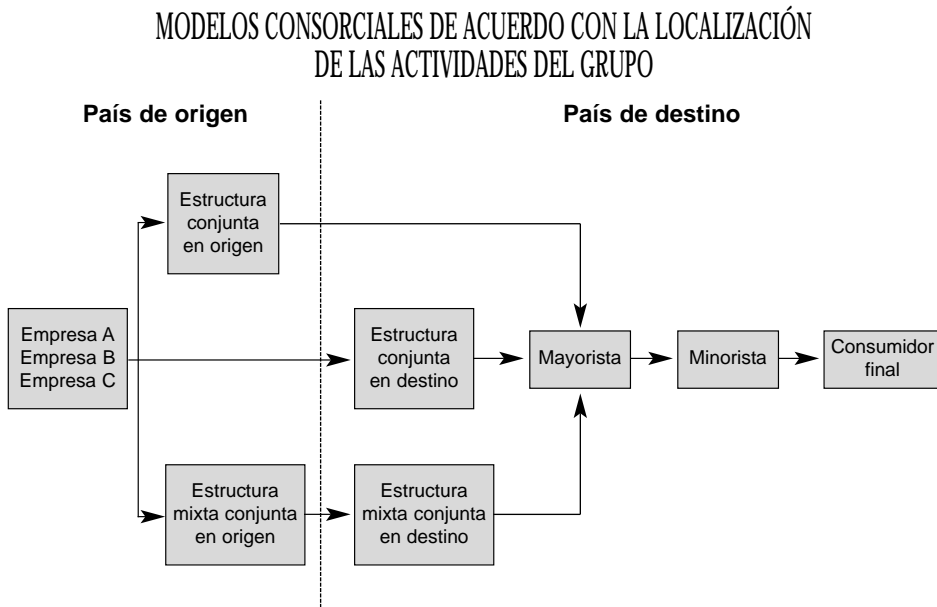 MODELOS CONSORCIALES DE ACUERDO CON LA LOCALIZACIÓN
DE LAS ACTIVIDADES DEL GRUPO
País de origen
País de destino
Estructura
conjunta
en origen
Empresa A
Empresa B
Empresa C
Estructura
conjunta
en destino
Mayorista
Minorista
Consumidor
final
Estructura
mixta conjunta
en origen
Estructura
mixta conjunta
en destino